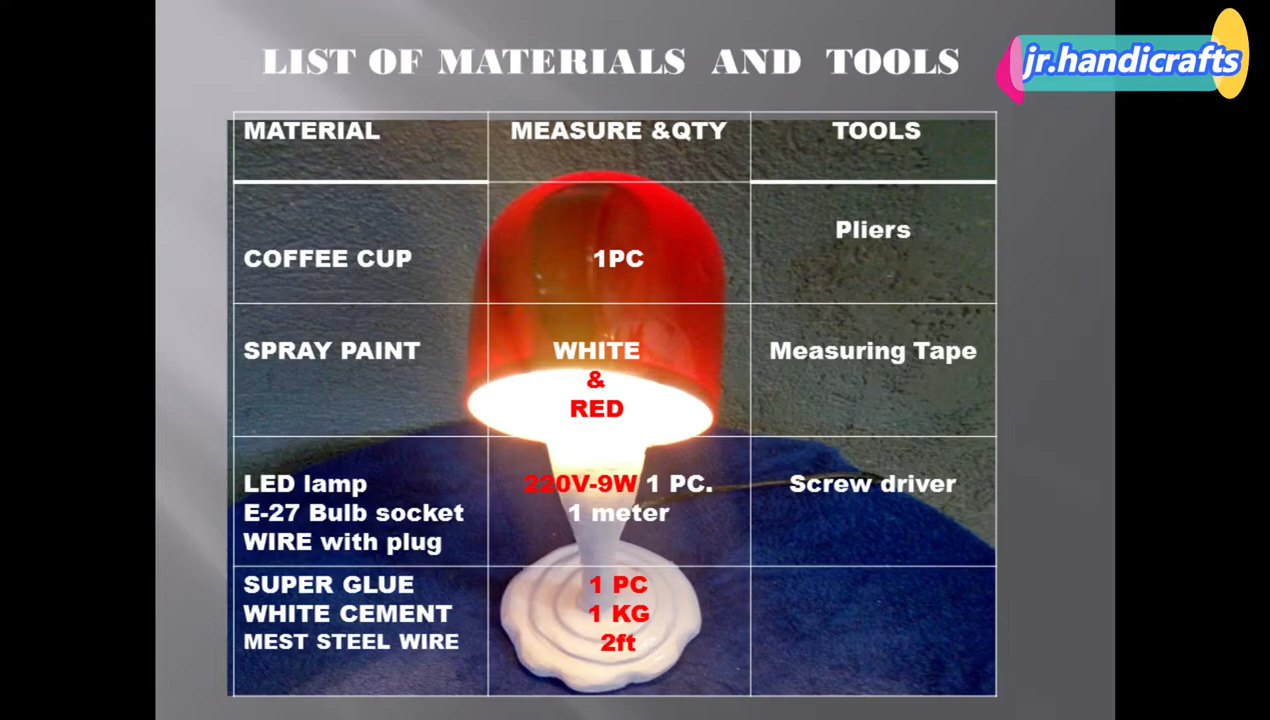 LIST OF MATERIALS AND TOOLS
jr.handicrafts
MATERIAL MEASURE &QTY TOOLS
COFFEE CUP 1PC Pliers
SPRAY PAINT WHITE Measuring Tape
&
RED
LED lamp 220V-9W 1 PC. Screw driver
E-27 Bulb socket 1 meter
WIRE with plug
SUPER GLUE 1 PC
WHITE CEMENT 1 KG
MEST STEEL WIRE 2ft